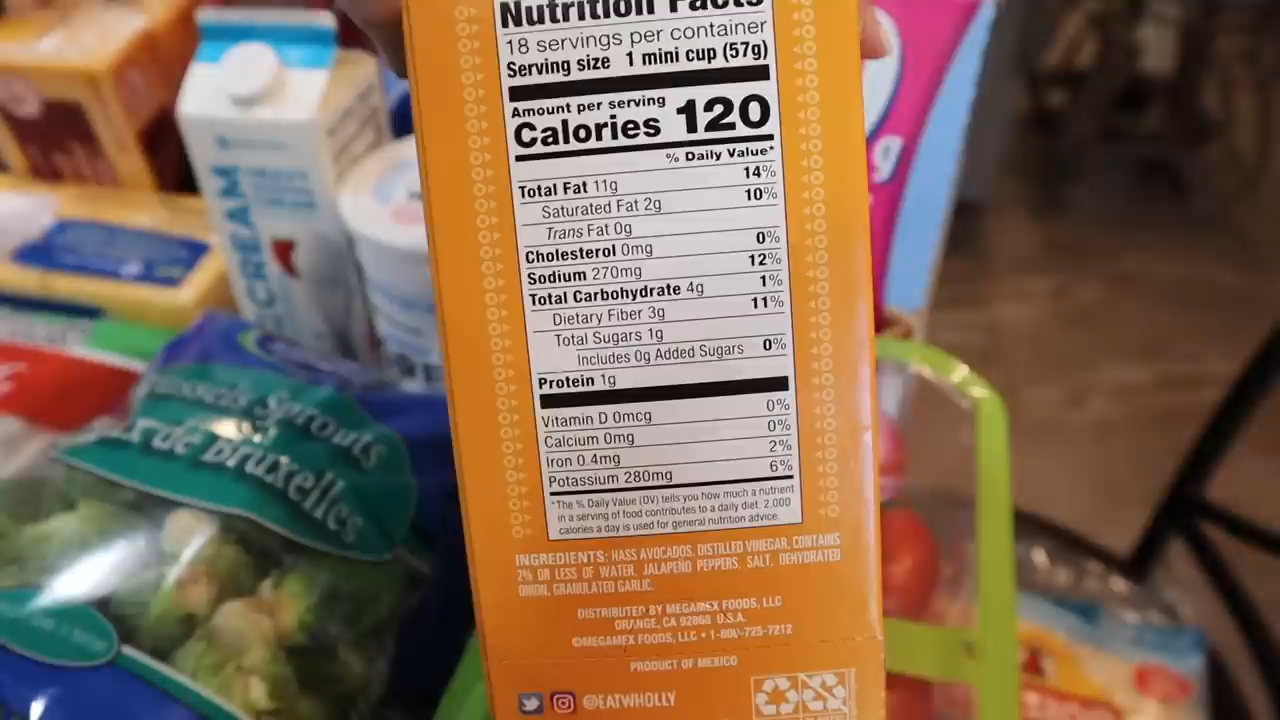 Nutrition Facts
18 servings per container
Serving size 1 mini cup (57g)
Amount per serving
Calories 120
% Daily Value*
Total Fat 11g 14%
Saturated Fat 2g 10%
Trans Fat 0g
Cholesterol 0mg 0%
Sodium 270mg 12%
Total Carbohydrate 4g 1%
Dietary Fiber 3g 11%
Total Sugars 1g
Includes 0g Added Sugars 0%
Protein 1g
Vitamin D 0mcg 0%
Calcium 0mg 0%
Iron 0.4mg 2%
Potassium 280mg 6%
*The % Daily Value (DV) tells you how much a nutrient
in a serving of food contributes to a daily diet. 2,000
calories a day is used for general nutrition advice.
INGREDIENTS: HASS AVOCADOS, DISTILLED VINEGAR, CONTAINS
2% OR LESS OF WATER, JALAPEÑO PEPPERS, SALT, DEHYDRATED
ONION, GRANULATED GARLIC.
DISTRIBUTED BY MEGAMEX FOODS, LLC
ORANGE, CA 92868 U.S.A.
©MEGAMEX FOODS, LLC • 1-800-725-7212
PRODUCT OF MEXICO
@EATWHOLLY
CREAM
Brussels Sprouts
de Bruxelles
g